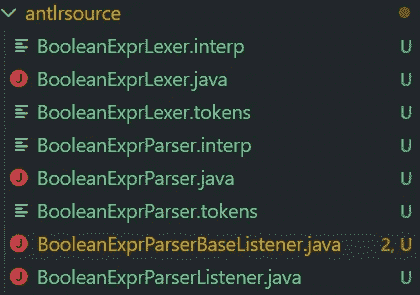 antlrsource
BooleanExprLexer.interp U
J BooleanExprLexer.java U
BooleanExprLexer.tokens U
BooleanExprParser.interp U
J BooleanExprParser.java U
BooleanExprParser.tokens U
J BooleanExprParserBaseListener.java 2, U
J BooleanExprParserListener.java U